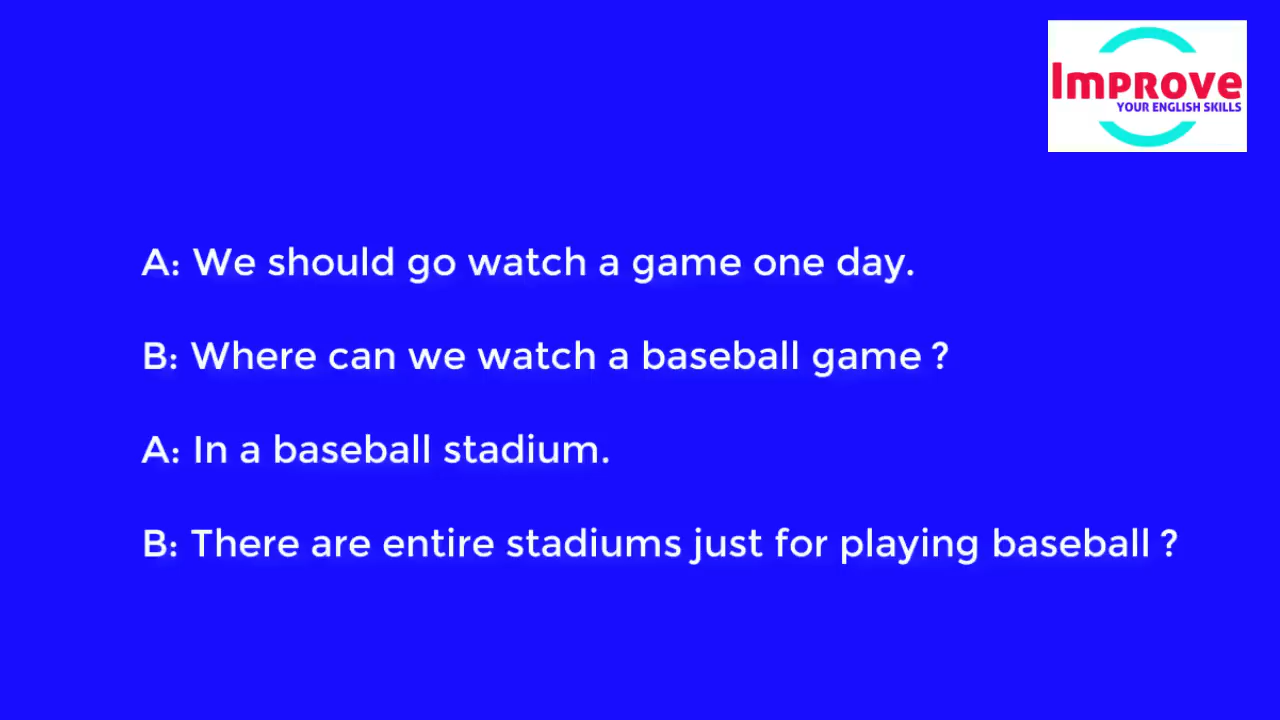 Improve
YOUR ENGLISH SKILLS
A: We should go watch a game one day.
B: Where can we watch a baseball game ?
A: In a baseball stadium.
B: There are entire stadiums just for playing baseball ?